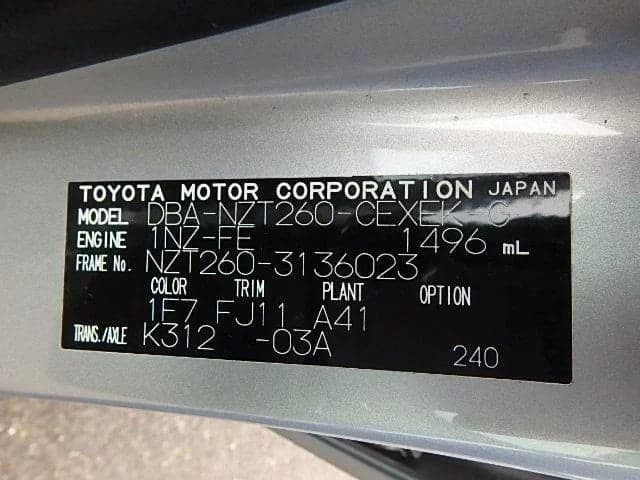 TOYOTA MOTOR CORPORATION JAPAN
MODEL DBA-NZT260-CEXEK-G
ENGINE 1NZ-FE 1496 mL
FRAME No. NZT260-3136023
COLOR TRIM PLANT OPTION
1F7 FJ11 A41
TRANS./AXLE K312 -03A
240